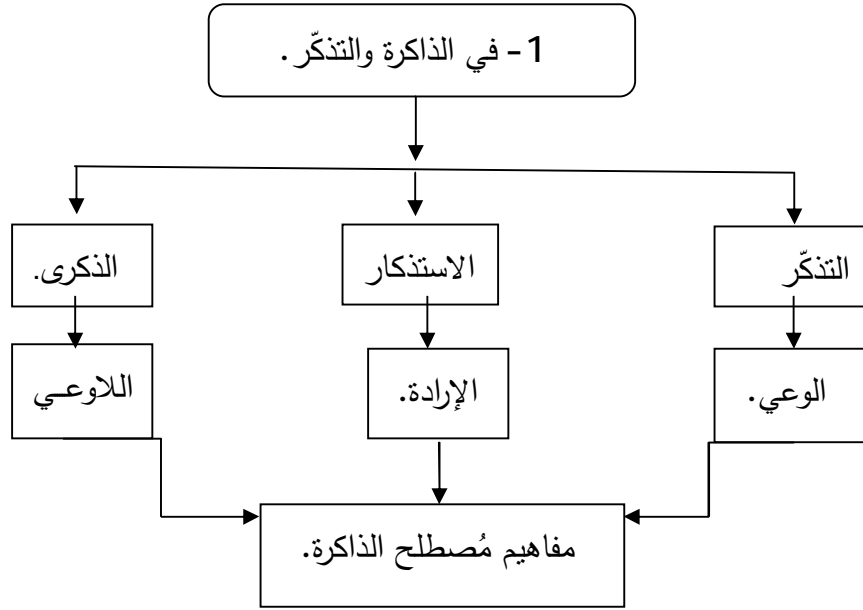 1- في الذاكرة والتذكّر.
التذكّر
الاستذكار
الذكرى.
الوعي.
الإرادة.
اللاوعـي
مفاهيم مُصطلح الذاكرة.